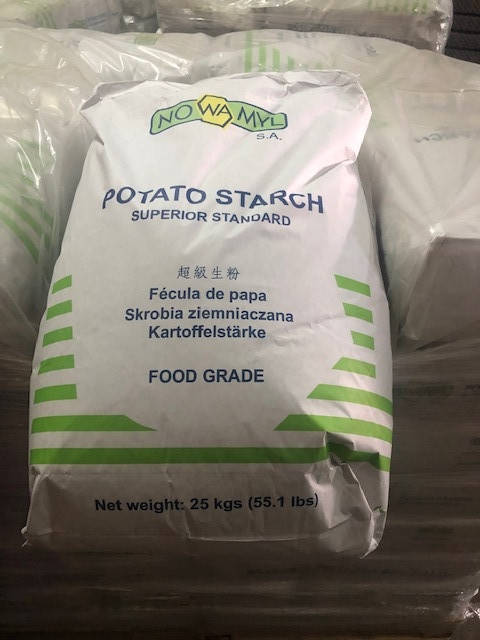 NOWAMYL
S.A.
POTATO STARCH
SUPERIOR STANDARD
超級生粉
Fécula de papa
Skrobia ziemniaczana
Kartoffelstärke
FOOD GRADE
Net weight: 25 kgs (55.1 lbs)